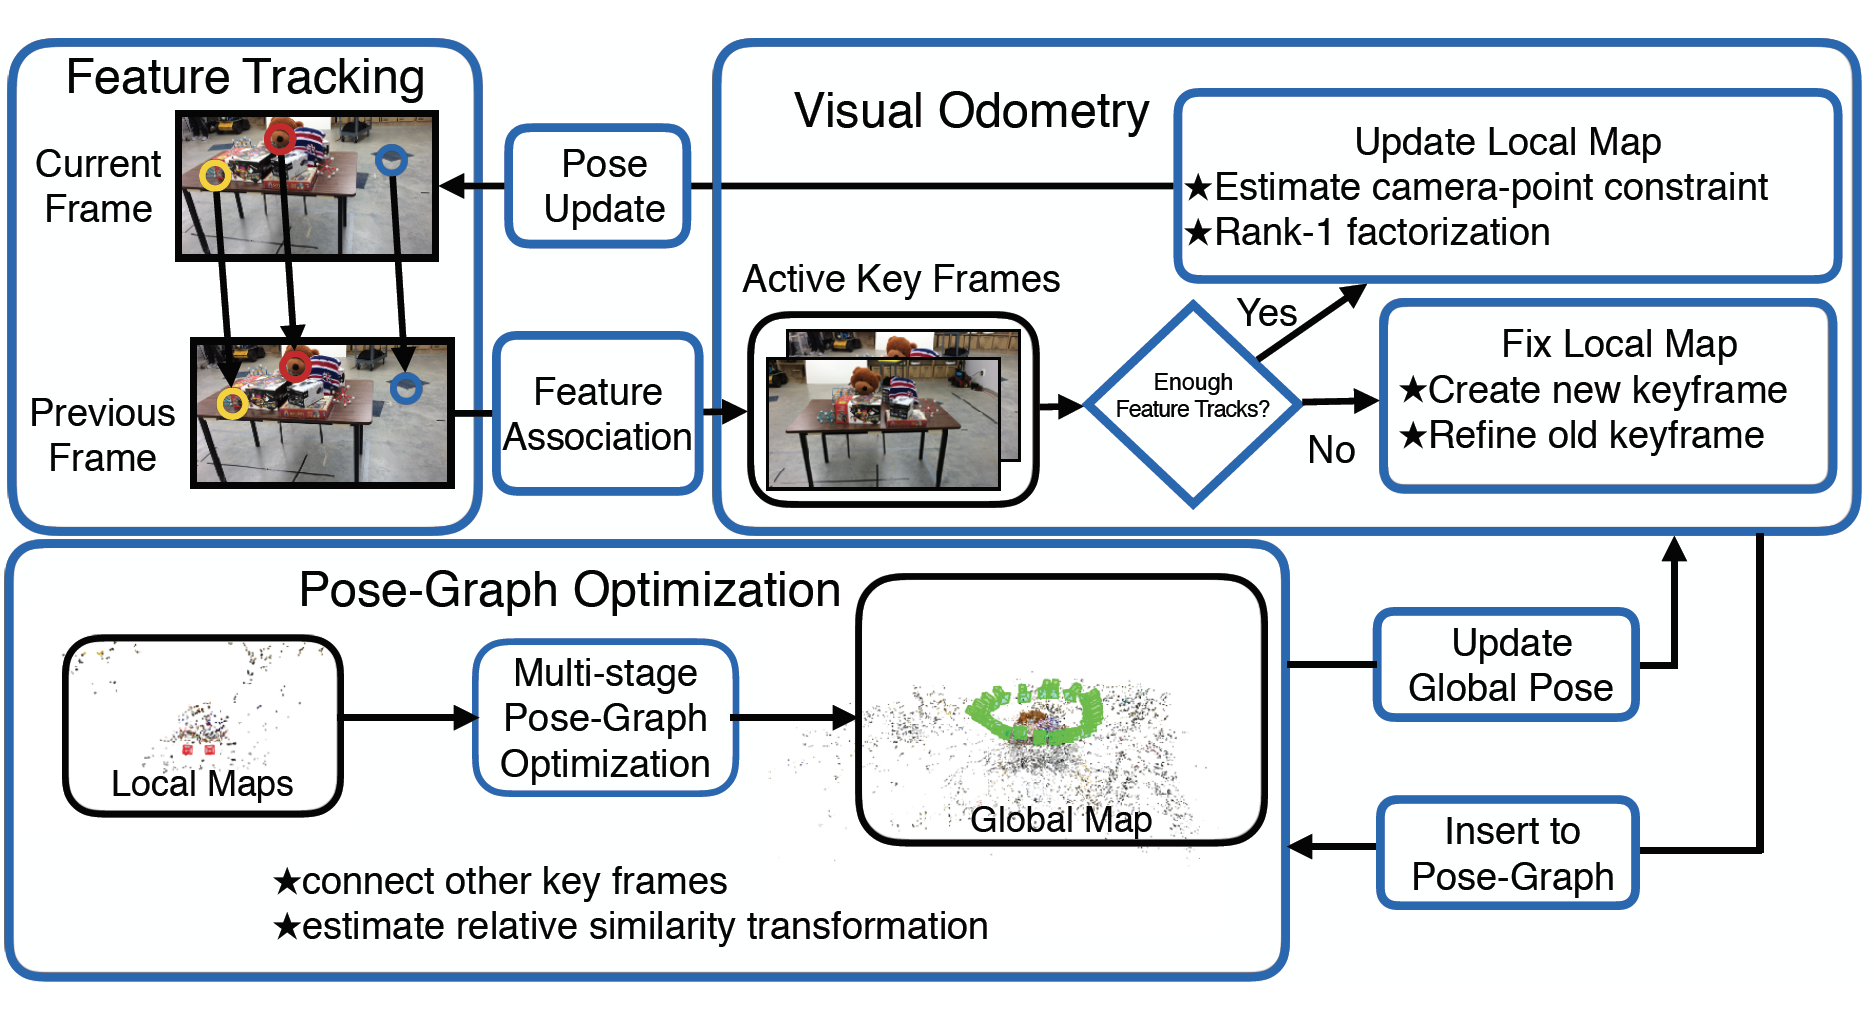 Feature Tracking
Current
Frame
Previous
Frame
Pose
Update
Feature
Association
Visual Odometry
Update Local Map
★Estimate camera-point constraint
★Rank-1 factorization
Active Key Frames
Enough
Feature Tracks?
Yes
No
Fix Local Map
★Create new keyframe
★Refine old keyframe
Pose-Graph Optimization
Local Maps
Multi-stage
Pose-Graph
Optimization
Global Map
★connect other key frames
★estimate relative similarity transformation
Update
Global Pose
Insert to
Pose-Graph